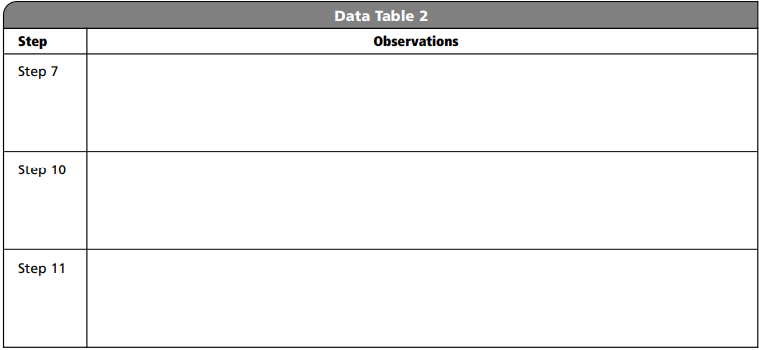 Data Table 2
Step Observations
Step 7
Step 10
Step 11